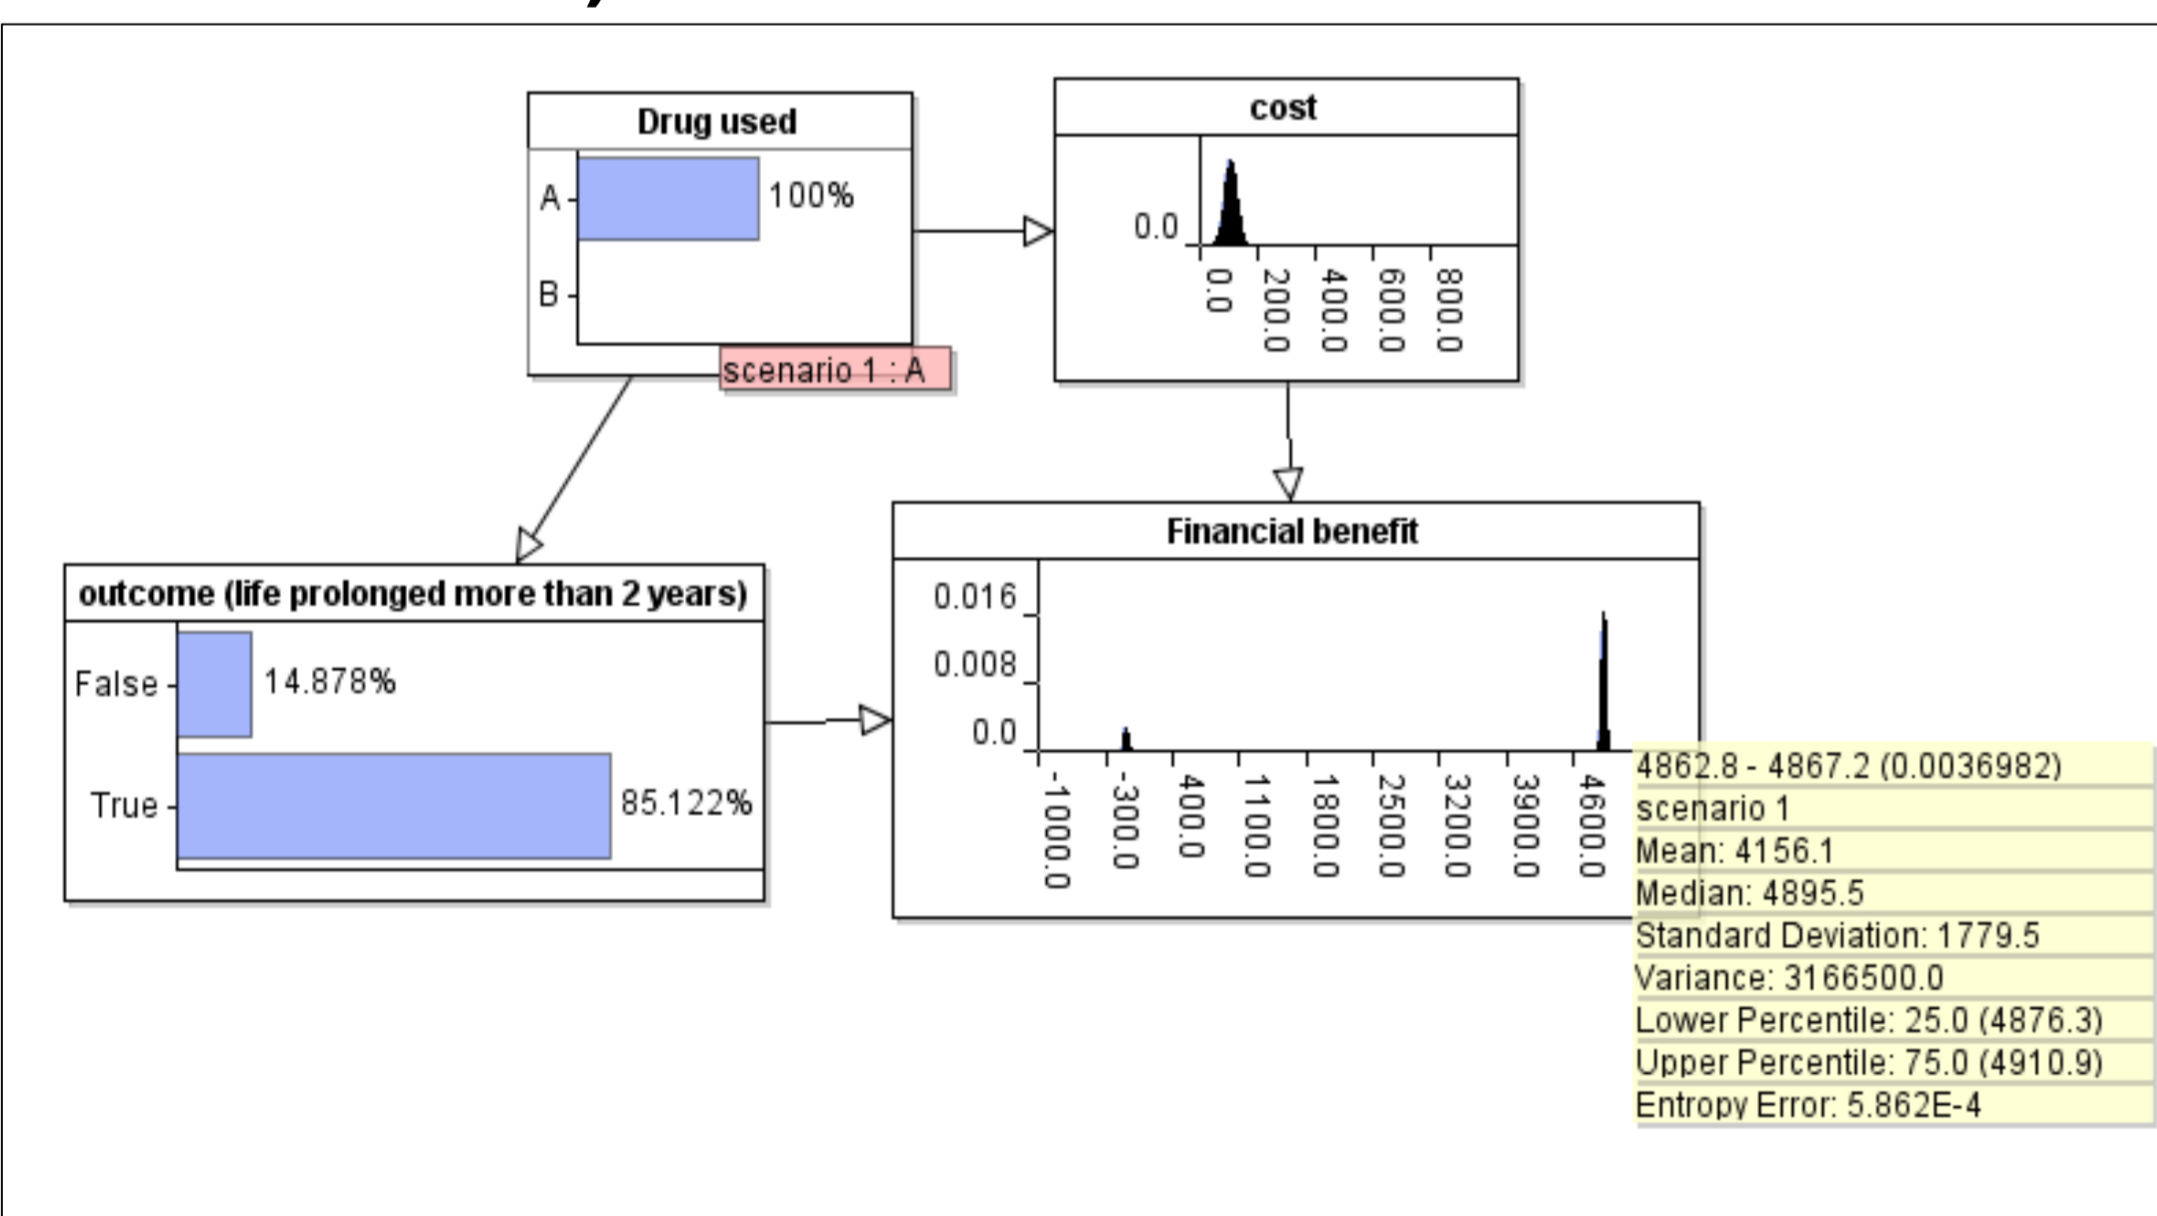 Drug used
A
100%
B
scenario 1 : A
cost
0.0
0.0
200.0
400.0
600.0
800.0
outcome (life prolonged more than 2 years)
False
14.878%
True
85.122%
Financial benefit
0.016
0.008
0.0
-1000.0
-300.0
400.0
1100.0
1800.0
2500.0
3200.0
3900.0
4600.0
4862.8 - 4867.2 (0.0036982)
scenario 1
Mean: 4156.1
Median: 4895.5
Standard Deviation: 1779.5
Variance: 3166500.0
Lower Percentile: 25.0 (4876.3)
Upper Percentile: 75.0 (4910.9)
Entropy Error: 5.862E-4